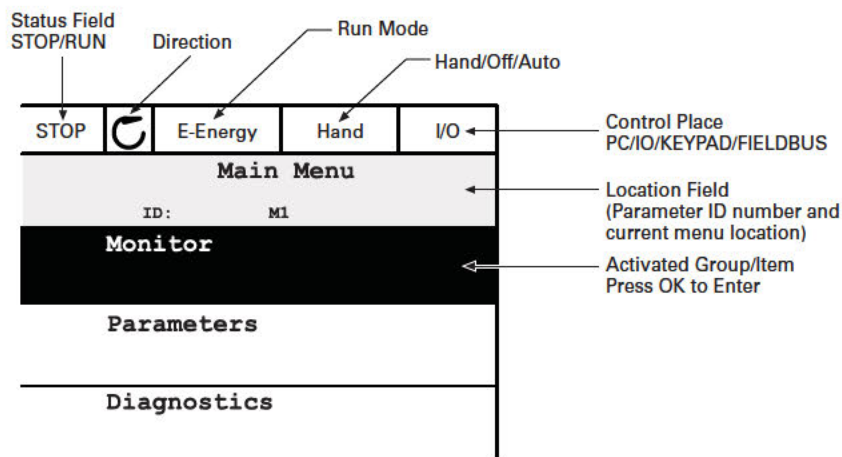 Status Field
STOP/RUN
Direction
Run Mode
Hand/Off/Auto
STOP
E-Energy
Hand
I/O
Control Place
PC/IO/KEYPAD/FIELDBUS
Main Menu
ID: M1
Location Field
(Parameter ID number and
current menu location)
Monitor
Activated Group/Item
Press OK to Enter
Parameters
Diagnostics